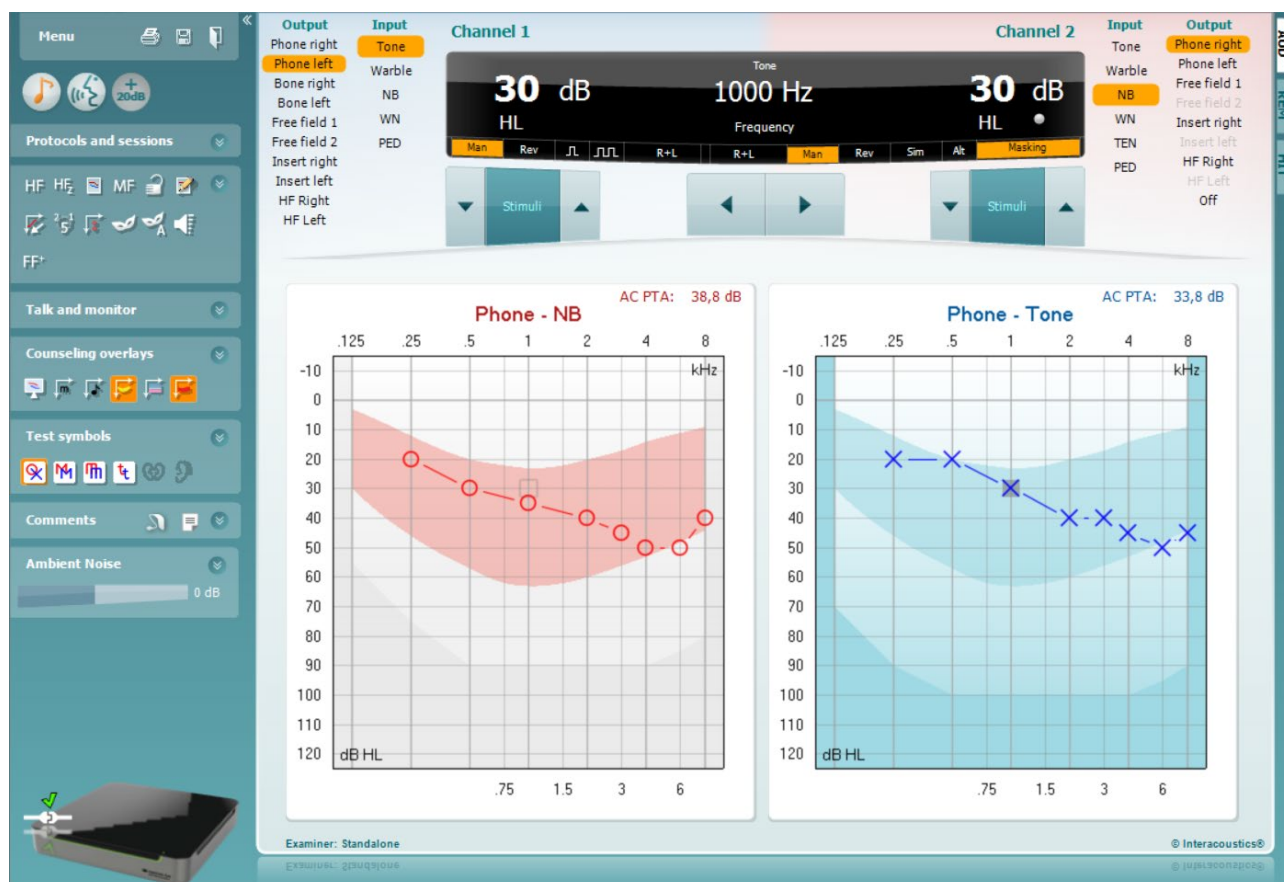 Menu
+
20dB
Protocols and sessions
HF HF2 MF
2-1
5
A
FF+
Talk and monitor
Counseling overlays
m
Test symbols
M m t t
Comments
Ambient Noise
0 dB
«
Output
Phone right
Phone left
Bone right
Bone left
Free field 1
Free field 2
Insert right
Insert left
HF Right
HF Left
Input
Tone
Warble
NB
WN
PED
Channel 1
Channel 2
30 dB
HL
Tone
1000 Hz
Frequency
30 dB
HL
Man Rev R+L R+L Man Rev Sim Alt Masking
Stimuli
Stimuli
Input
Tone
Warble
NB
WN
TEN
PED
Output
Phone right
Phone left
Free field 1
Free field 2
Insert right
Insert left
HF Right
HF Left
Off
AUD
REM
HIT
AC PTA: 38,8 dB
Phone - NB
.125 .25 .5 1 2 4 8
kHz
-10
0
10
20
30
40
50
60
70
80
90
100
110
120
dB HL
.75 1.5 3 6
AC PTA: 33,8 dB
Phone - Tone
.125 .25 .5 1 2 4 8
kHz
-10
0
10
20
30
40
50
60
70
80
90
100
110
120
dB HL
.75 1.5 3 6
Examiner: Standalone
© Interacoustics®